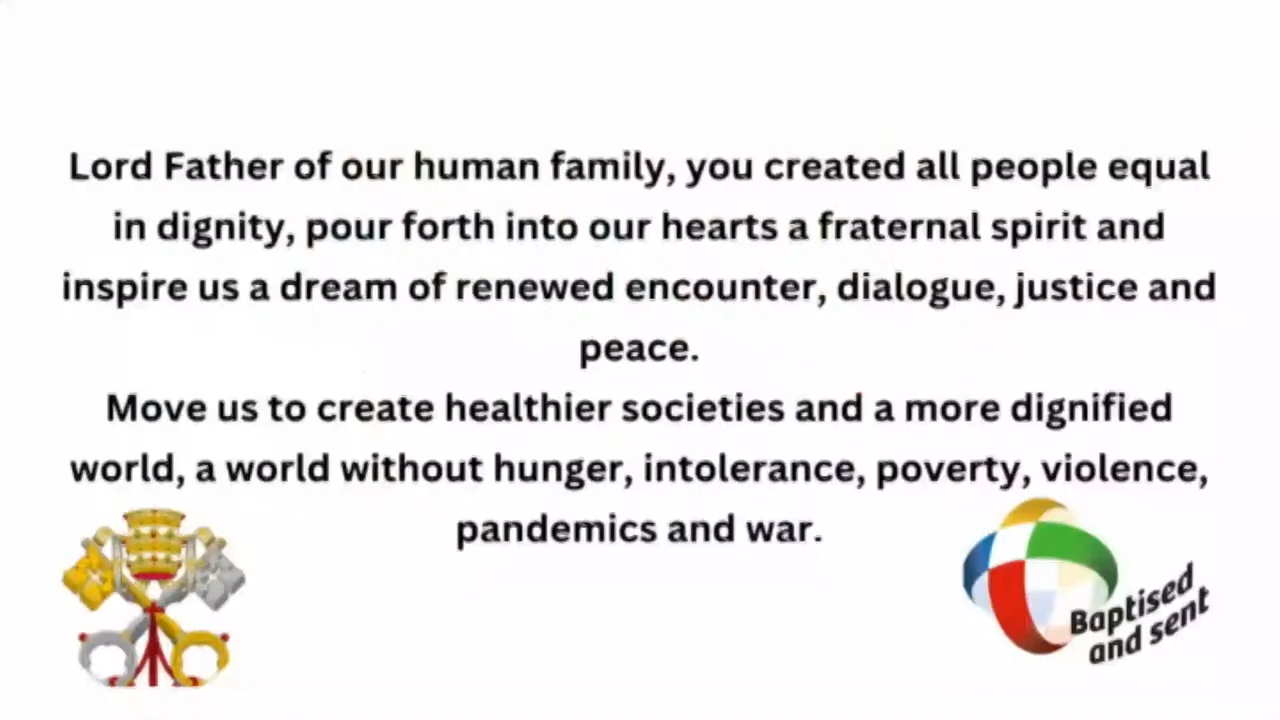 Lord Father of our human family, you created all people equal
in dignity, pour forth into our hearts a fraternal spirit and
inspire us a dream of renewed encounter, dialogue, justice and
peace.
Move us to create healthier societies and a more dignified
world, a world without hunger, intolerance, poverty, violence,
pandemics and war.
Baptised
and sent